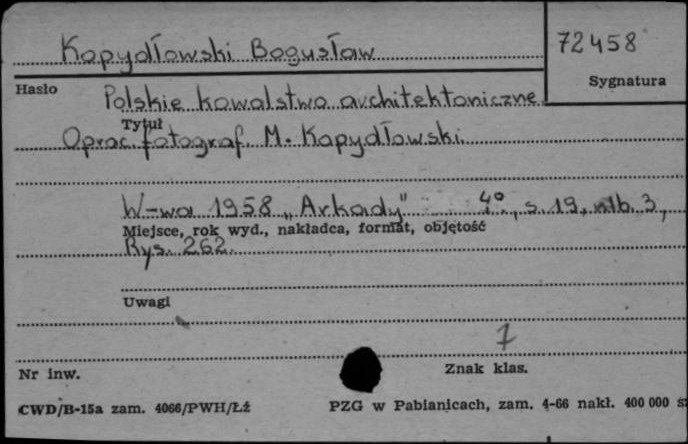 Kopydłowski Bogusław
72458
Hasło
Sygnatura
Polskie kowalstwo architektoniczne.
Tytuł
Oprac. fotograf. M. Kopydłowski.
W-wa 1958 „Arkady" 4°, s. 19, nlb. 3,
Miejsce, rok wyd., nakładca, format, objętość
Rys. 262.
Uwagi
7
Nr inw.
Znak klas.
CWD/B-15a zam. 4066/PWH/Łź
PZG w Pabianicach, zam. 4-66 nakł. 400 000